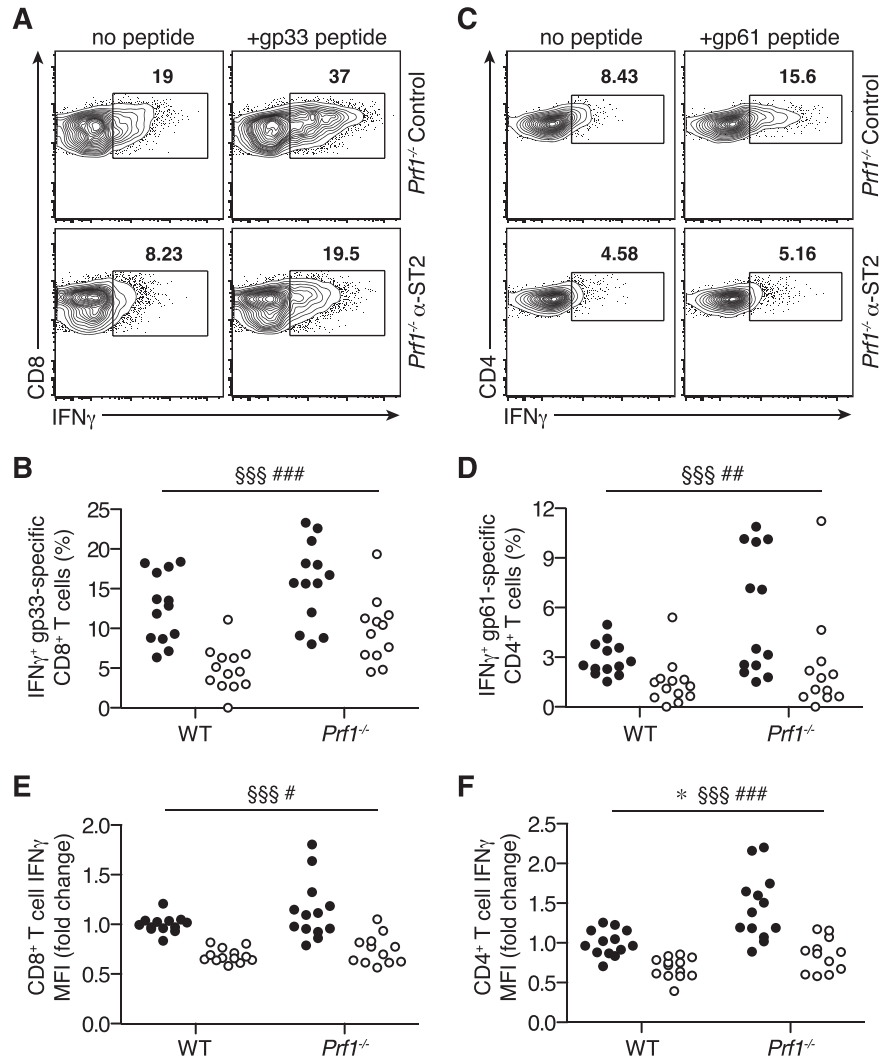 A
no peptide
+gp33 peptide
19
37
Prf1-/- Control
8.23
19.5
Prf1-/- α-ST2
CD8
IFNγ
C
no peptide
+gp61 peptide
8.43
15.6
Prf1-/- Control
4.58
5.16
Prf1-/- α-ST2
CD4
IFNγ
B
§§§ ###
IFNγ+ gp33-specific
CD8+ T cells (%)
25
20
15
10
5
0
WT
Prf1-/-
D
§§§ ##
IFNγ+ gp61-specific
CD4+ T cells (%)
12
9
6
3
0
WT
Prf1-/-
E
§§§ #
CD8+ T cell IFNγ
MFI (fold change)
2.0
1.5
1.0
0.5
0.0
WT
Prf1-/-
F
* §§§ ###
CD4+ T cell IFNγ
MFI (fold change)
2.5
2.0
1.5
1.0
0.5
0.0
WT
Prf1-/-